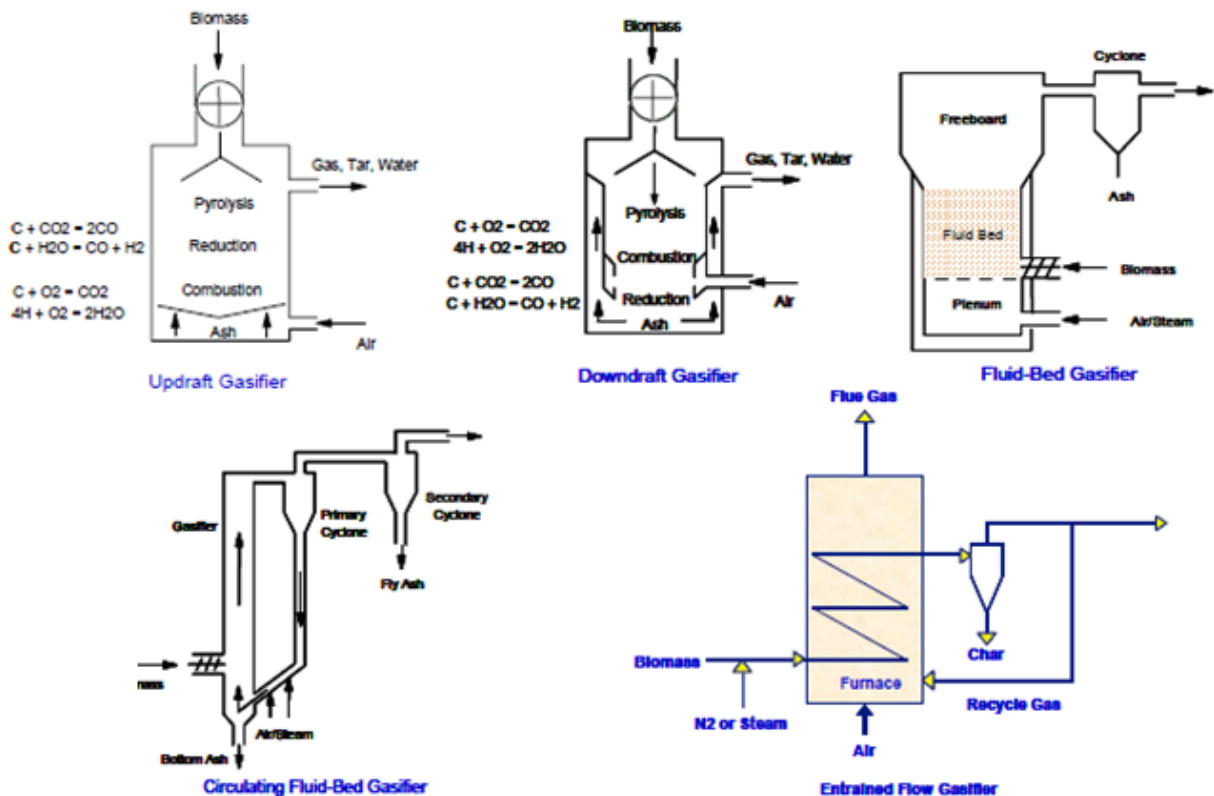 Biomass
Gas, Tar, Water
Pyrolysis
C + CO2 = 2CO
C + H2O = CO + H2
Reduction
Combustion
C + O2 = CO2
4H + O2 = 2H2O
Ash
Air
Updraft Gasifier
Biomass
Gas, Tar, Water
Pyrolysis
C + O2 = CO2
4H + O2 = 2H2O
Combustion
C + CO2 = 2CO
C + H2O = CO + H2
Reduction
Air
Ash
Downdraft Gasifier
Cyclone
Freeboard
Ash
Fluid Bed
Biomass
Plenum
Air/Steam
Fluid-Bed Gasifier
Gasifier
Primary
Cyclone
Secondary
Cyclone
Fly Ash
mass
Air/Steam
Bottom Ash
Circulating Fluid-Bed Gasifier
Flue Gas
Biomass
Char
Furnace
N2 or Steam
Recycle Gas
Air
Entrained Flow Gasifier